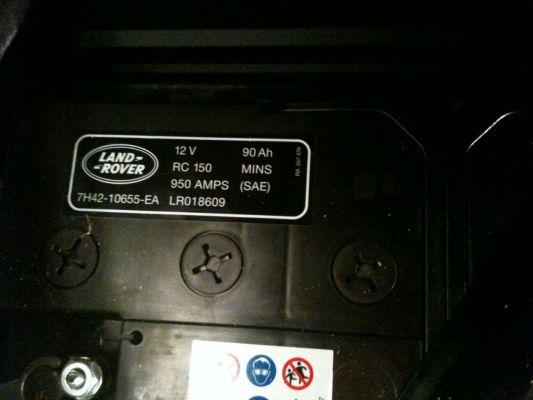 LAND-
-ROVER
12 V 90 Ah
RC 150 MINS
950 AMPS (SAE)
7H42-10655-EA LR018609